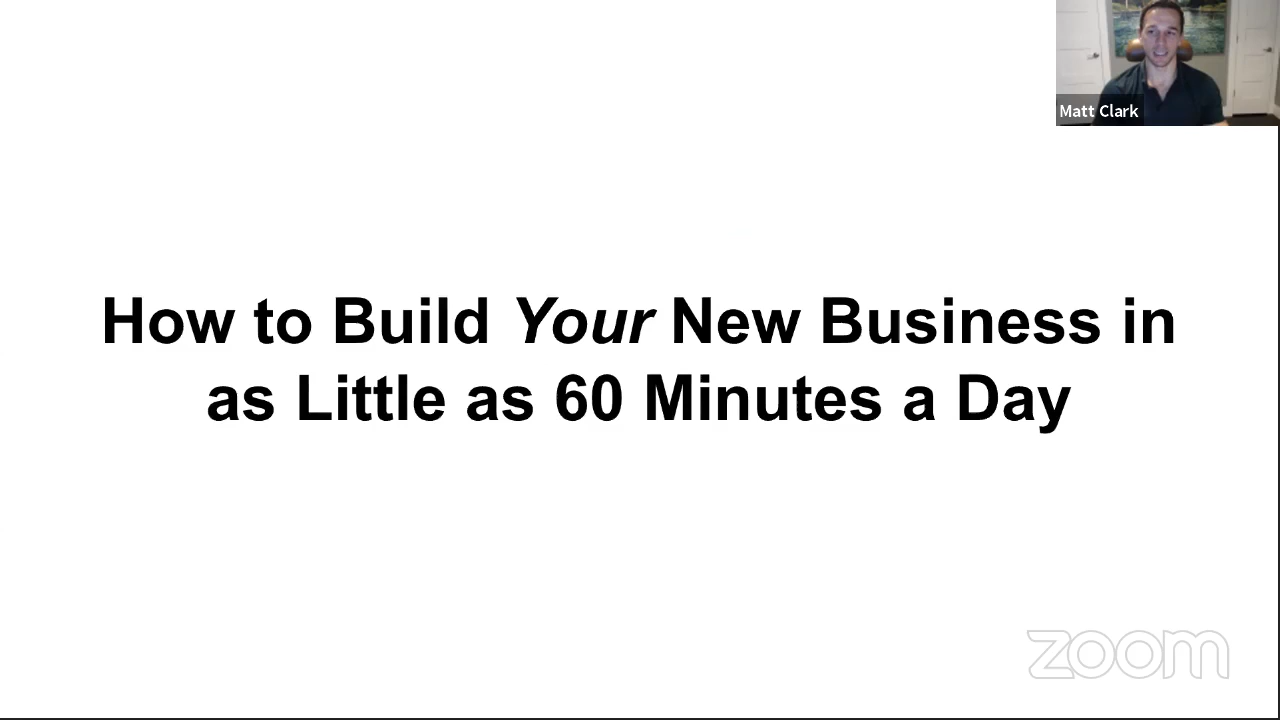 Matt Clark
How to Build Your New Business in
as Little as 60 Minutes a Day
zoom